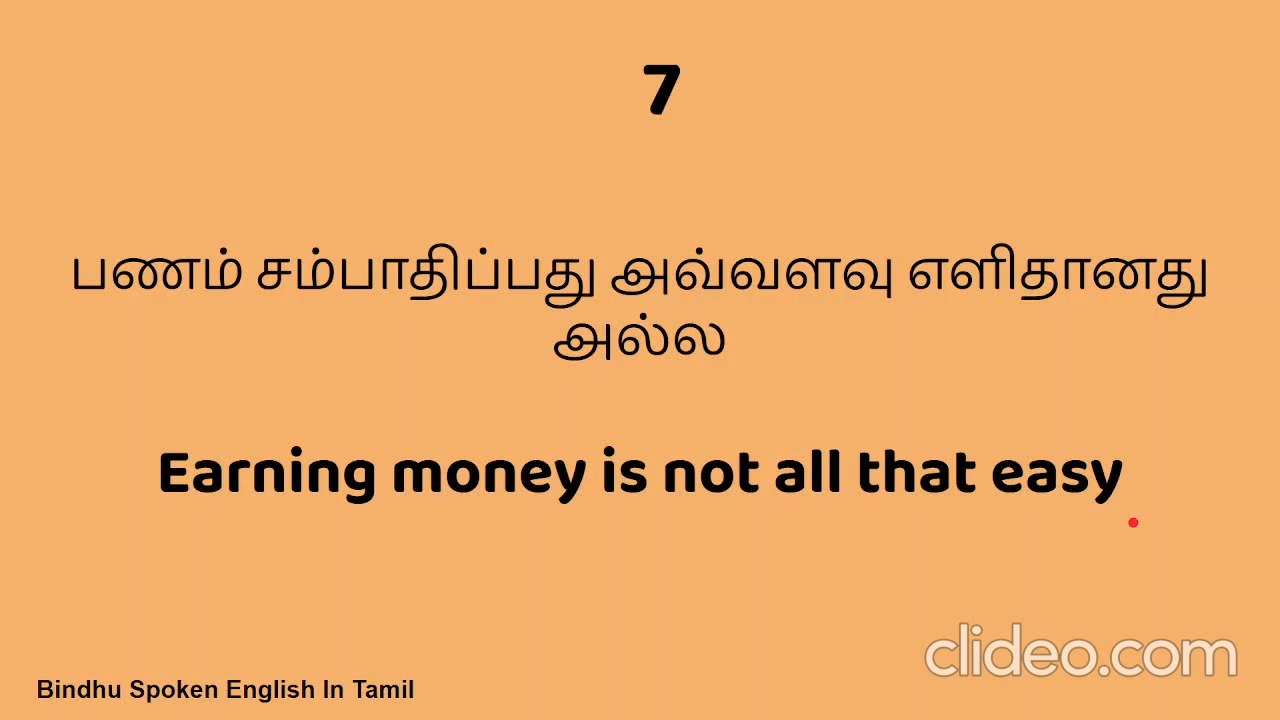 7
பணம் சம்பாதிப்பது அவ்வளவு எளிதானது
அல்ல
Earning money is not all that easy
clideo.com
Bindhu Spoken English In Tamil